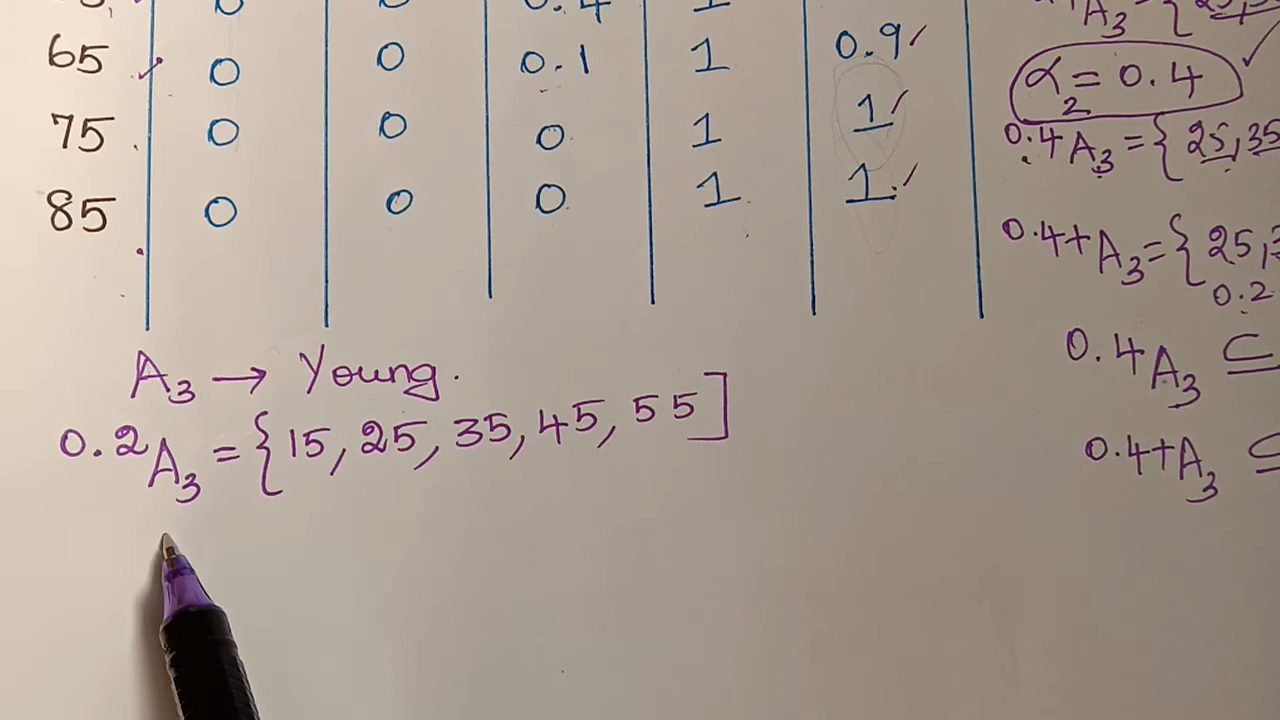 65 0 0 0.1 1 0.9
75 0 0 0 1 1
85 0 0 0 1 1
A3 → Young.
0.2A3 = {15, 25, 35, 45, 55]
α2 = 0.4
0.4A3 = { 25, 35
0.4+A3 = { 25,
0.2
0.4A3 ⊆
0.4+A3 ⊆